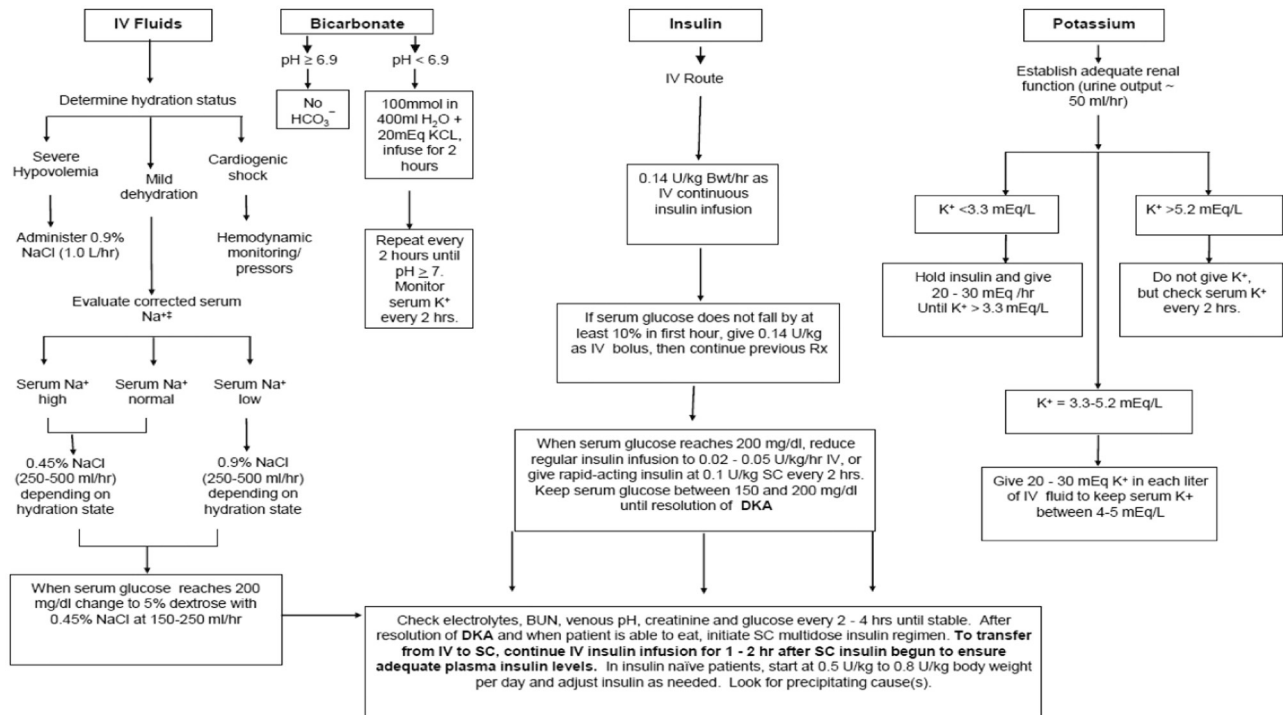 IV Fluids
Determine hydration status
Severe
Hypovolemia
Mild
dehydration
Cardiogenic
shock
Administer 0.9%
NaCl (1.0 L/hr)
Hemodynamic
monitoring/
pressors
Evaluate corrected serum
Na⁺‡
Serum Na⁺
high
Serum Na⁺
normal
Serum Na⁺
low
0.45% NaCl
(250-500 ml/hr)
depending on
hydration state
0.9% NaCl
(250-500 ml/hr)
depending on
hydration state
When serum glucose reaches 200
mg/dl change to 5% dextrose with
0.45% NaCl at 150-250 ml/hr
Bicarbonate
pH ≥ 6.9
pH < 6.9
No
HCO₃⁻
100mmol in
400ml H₂O +
20mEq KCL,
infuse for 2
hours
Repeat every
2 hours until
pH ≥ 7.
Monitor
serum K⁺
every 2 hrs.
Insulin
IV Route
0.14 U/kg Bwt/hr as
IV continuous
insulin infusion
If serum glucose does not fall by at
least 10% in first hour, give 0.14 U/kg
as IV bolus, then continue previous Rx
When serum glucose reaches 200 mg/dl, reduce
regular insulin infusion to 0.02 - 0.05 U/kg/hr IV, or
give rapid-acting insulin at 0.1 U/kg SC every 2 hrs.
Keep serum glucose between 150 and 200 mg/dl
until resolution of DKA
Potassium
Establish adequate renal
function (urine output ~
50 ml/hr)
K⁺ <3.3 mEq/L
K⁺ >5.2 mEq/L
Hold insulin and give
20 - 30 mEq /hr
Until K⁺ > 3.3 mEq/L
Do not give K⁺,
but check serum K⁺
every 2 hrs.
K⁺ = 3.3-5.2 mEq/L
Give 20 - 30 mEq K⁺ in each liter
of IV fluid to keep serum K+
between 4-5 mEq/L
Check electrolytes, BUN, venous pH, creatinine and glucose every 2 - 4 hrs until stable. After
resolution of DKA and when patient is able to eat, initiate SC multidose insulin regimen. To transfer
from IV to SC, continue IV insulin infusion for 1 - 2 hr after SC insulin begun to ensure
adequate plasma insulin levels. In insulin naïve patients, start at 0.5 U/kg to 0.8 U/kg body weight
per day and adjust insulin as needed. Look for precipitating cause(s).